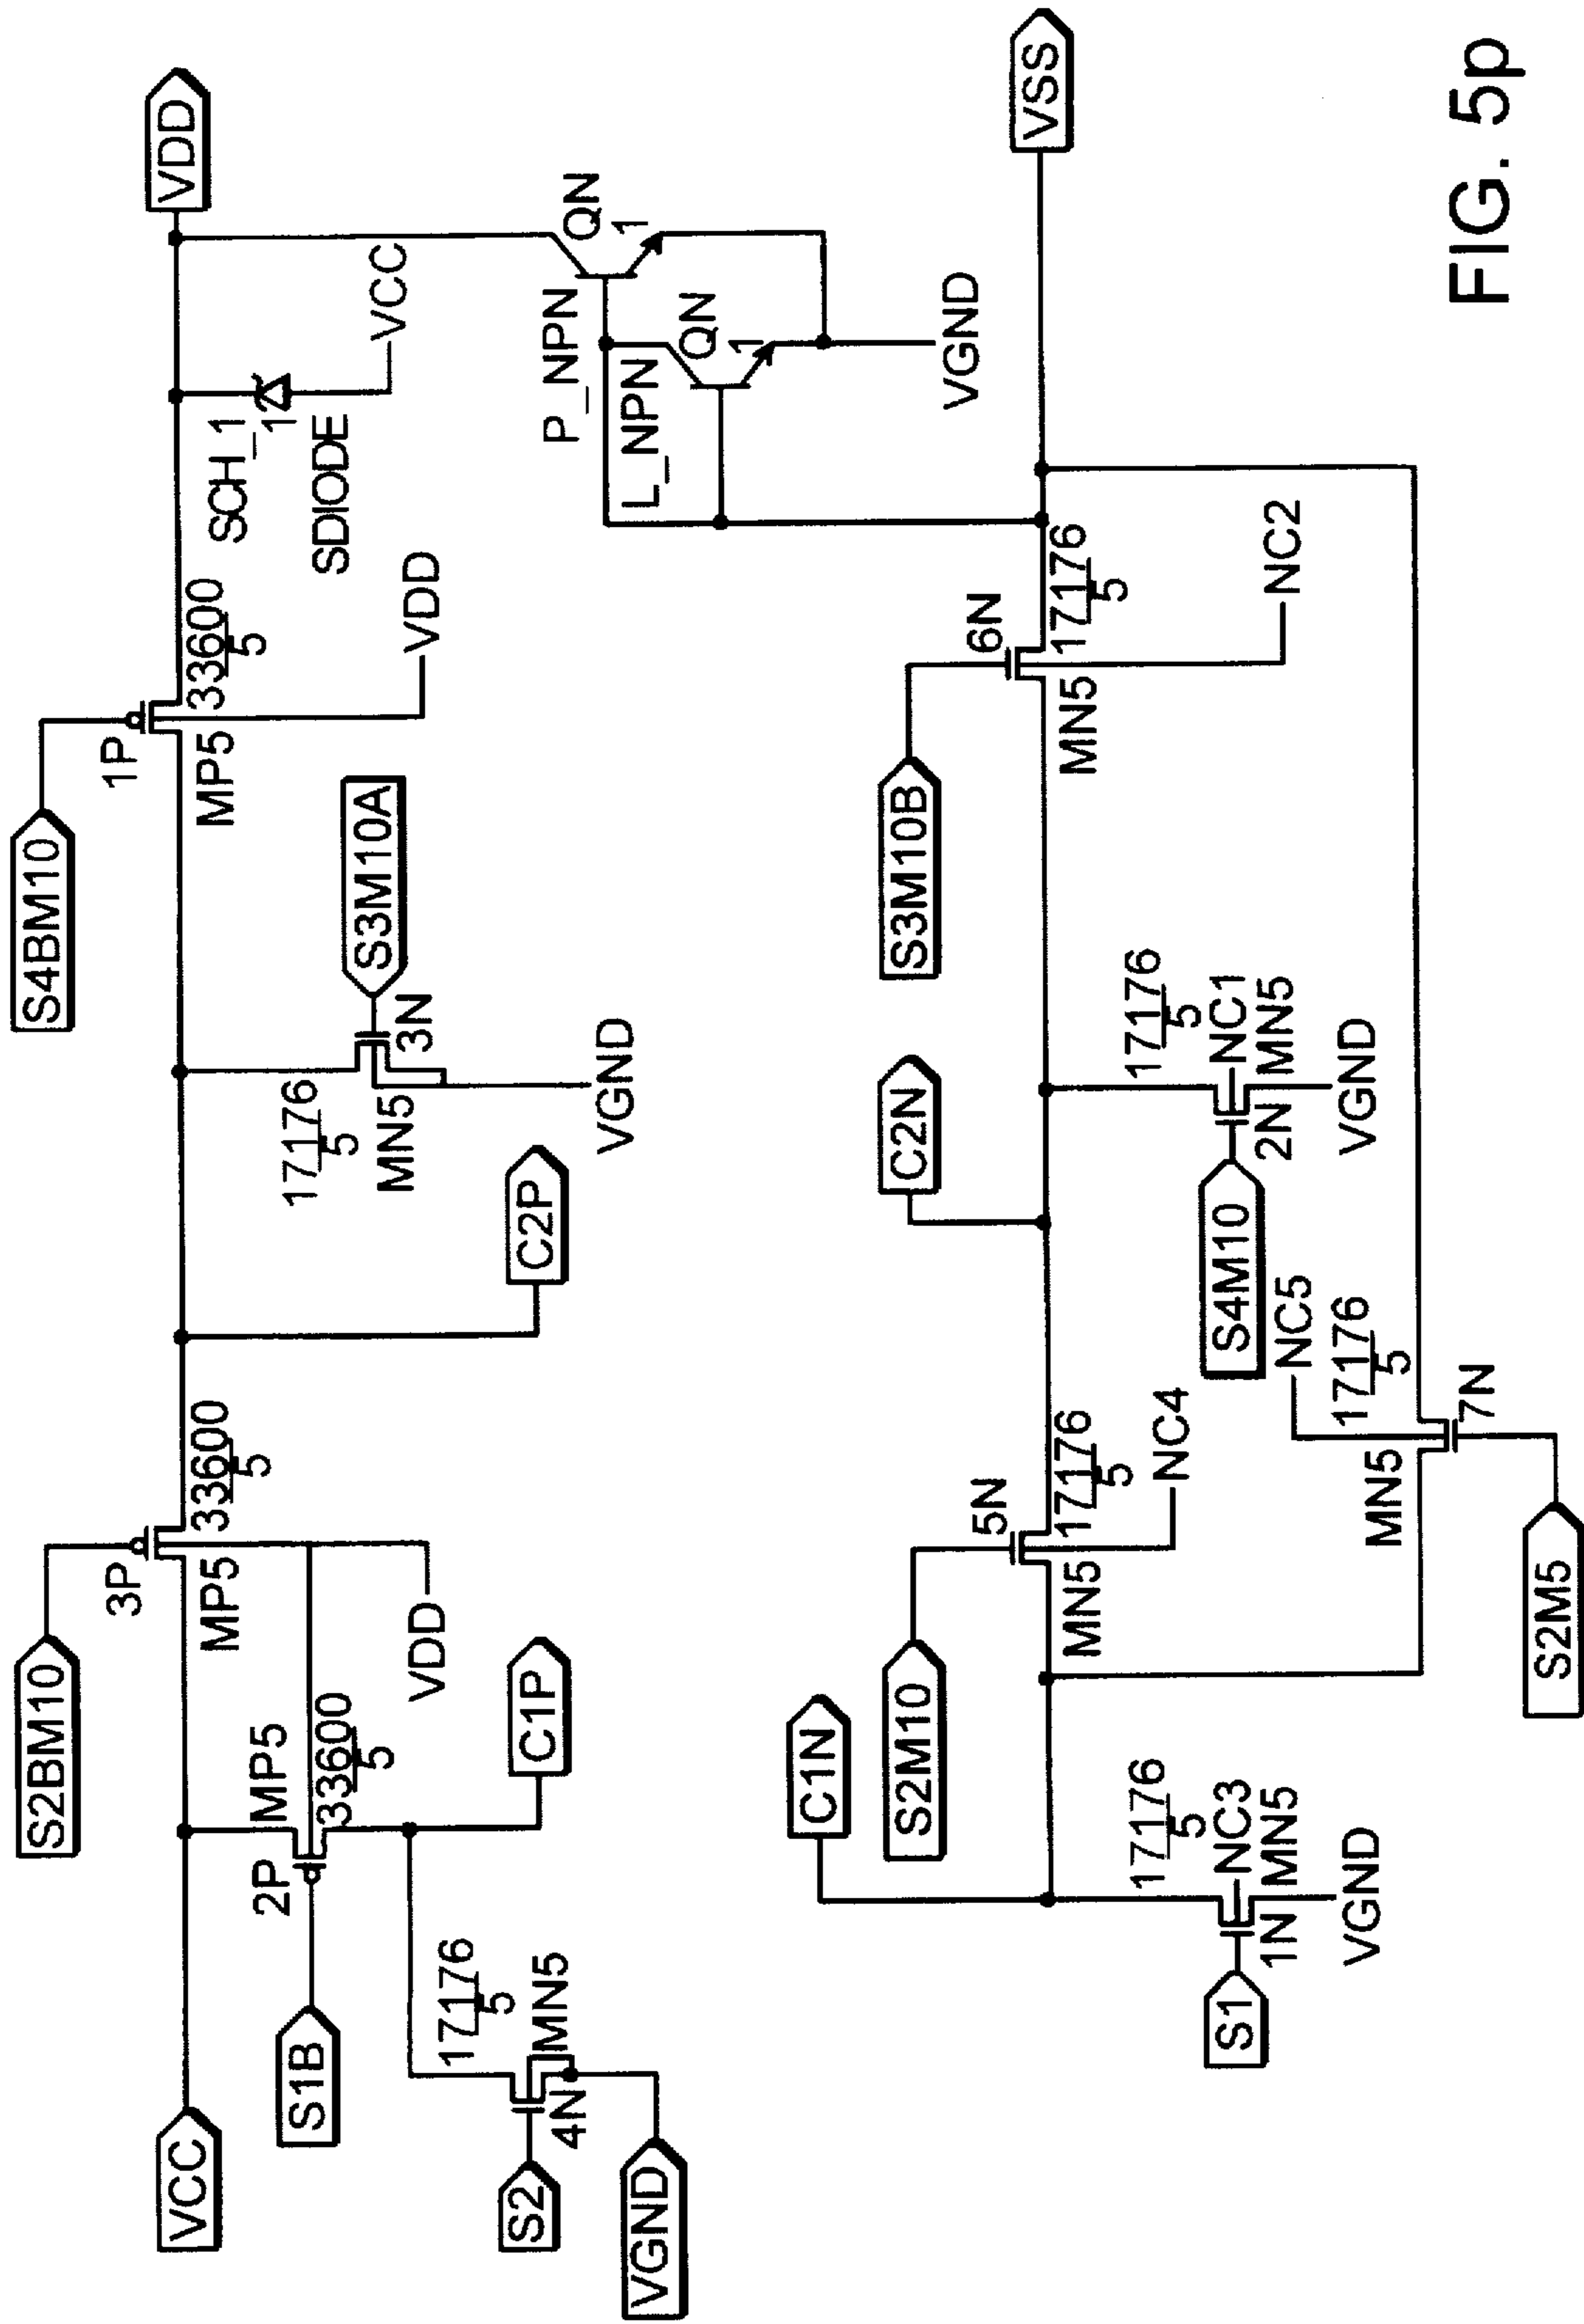 VCC
S2BM10
3P
33600
5
MP5
S4BM10
1P
33600
5
MP5
VDD
SCH_1
1
SDIODE
VCC
VDD
S1B
2P
MP5
33600
5
VDD
C1P
C2P
17176
5
MN5
3N
S3M10A
VGND
S2
4N
17176
5
MN5
VGND
P_NPN
QN
1
L_NPN
QN
1
VGND
C1N
S2M10
5N
17176
5
MN5
NC4
C2N
S3M10B
6N
17176
5
MN5
NC2
VSS
S1
1N
17176
5
NC3
MN5
VGND
S4M10
2N
17176
5
NC1
MN5
VGND
NC5
17176
5
MN5
7N
S2M5
FIG. 5p